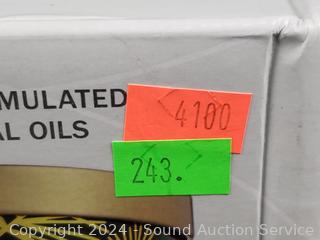 MULATED
AL OILS
4100
243.
Copyright 2024 - Sound Auction Service